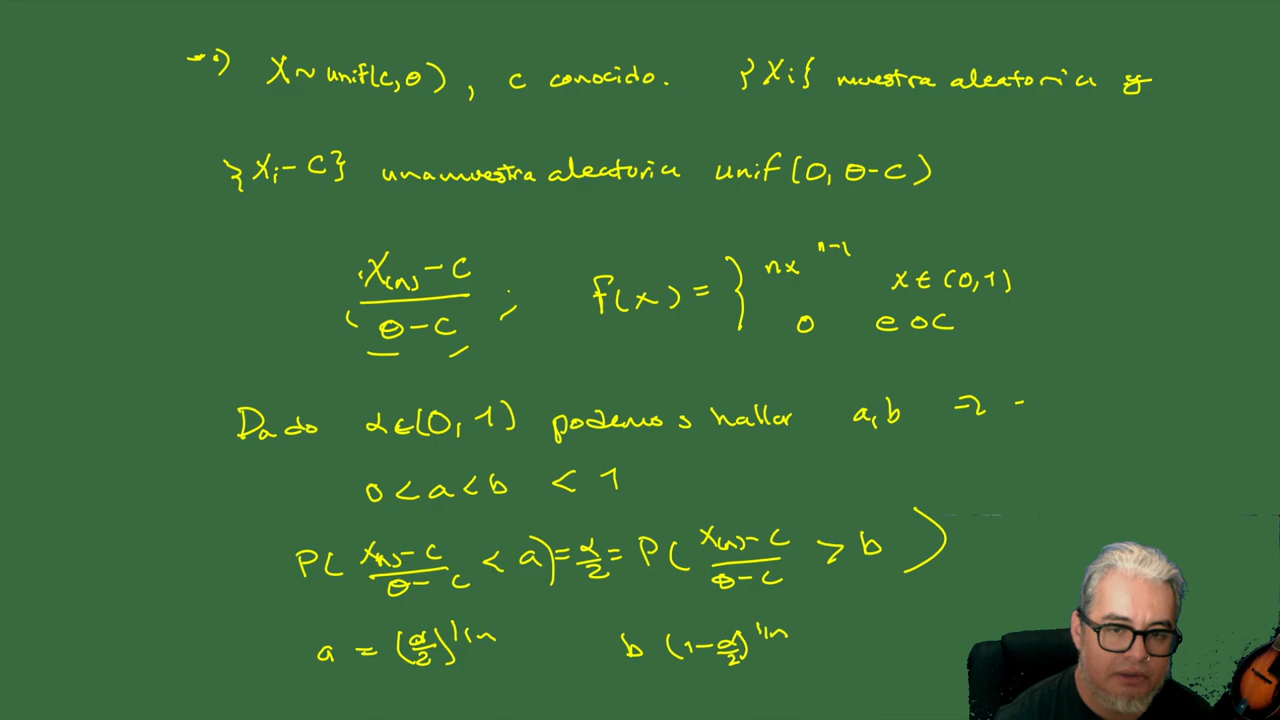 → ·) X ~ unif(c, θ) , c conocido. {Xi} muestra aleatoria y
{Xi - C} una muestra aleatoria unif (0, θ-c)
(X(n) - c)/(θ - c) ; f(x) = { nx^(n-1) x ∈ (0,1)
0 eoc
Dado α ∈ (0, 1) podemos hallar a, b ⇒ -
0 < a < b < 1
P( (X(n) - c)/(θ - c) < a) = α/2 = P( (X(n) - c)/(θ - c) > b )
a = (α/2)^(1/n) b (1 - α/2)^(1/n)